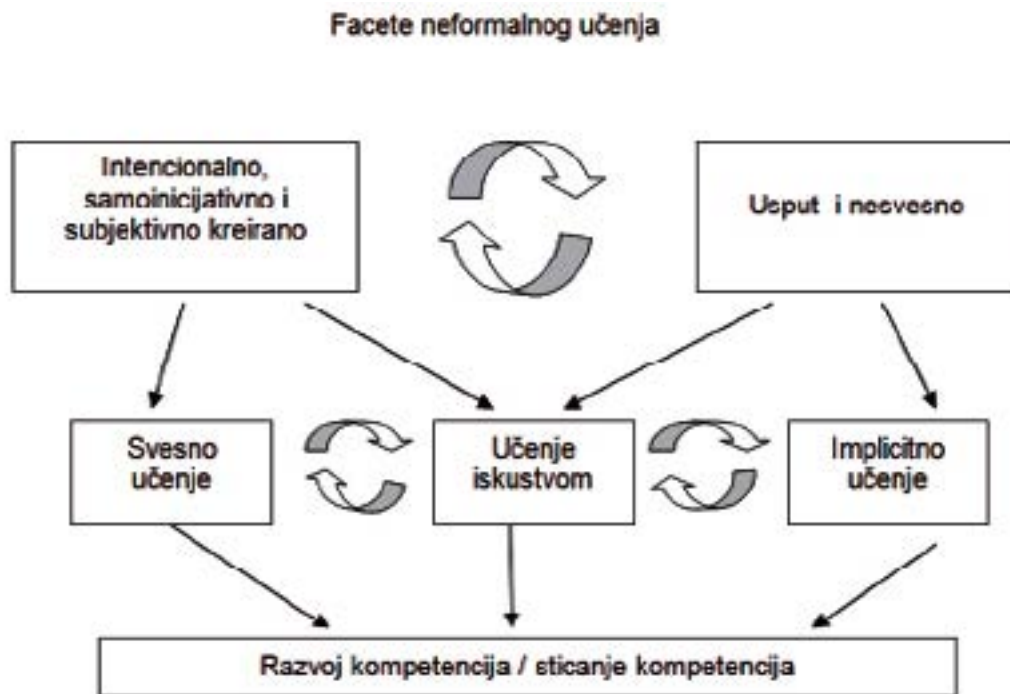 Facete neformalnog učenja
Intencionalno,
samoinicijativno i
subjektivno kreirano
Usput i nesvesno
Svesno
učenje
Učenje
iskustvom
Implicitno
učenje
Razvoj kompetencija / sticanje kompetencija